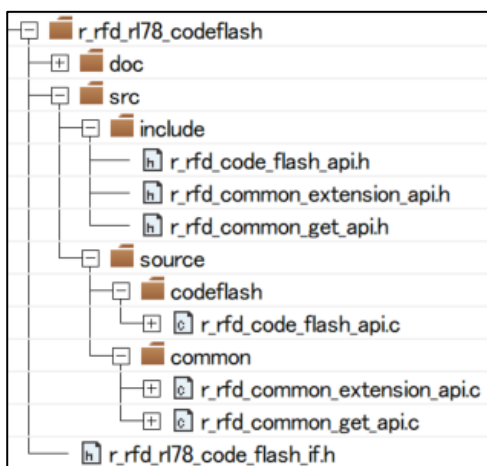 r_rfd_rl78_codeflash
doc
src
include
r_rfd_code_flash_api.h
r_rfd_common_extension_api.h
r_rfd_common_get_api.h
source
codeflash
r_rfd_code_flash_api.c
common
r_rfd_common_extension_api.c
r_rfd_common_get_api.c
r_rfd_rl78_code_flash_if.h